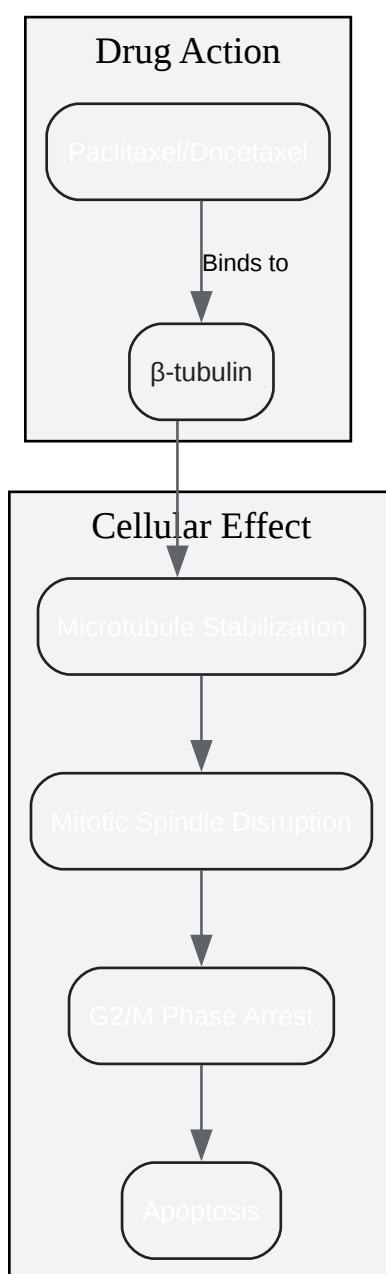 Drug Action
Paclitaxel/Docetaxel
Binds to
β-tubulin
Cellular Effect
Microtubule Stabilization
Mitotic Spindle Disruption
G2/M Phase Arrest
Apoptosis